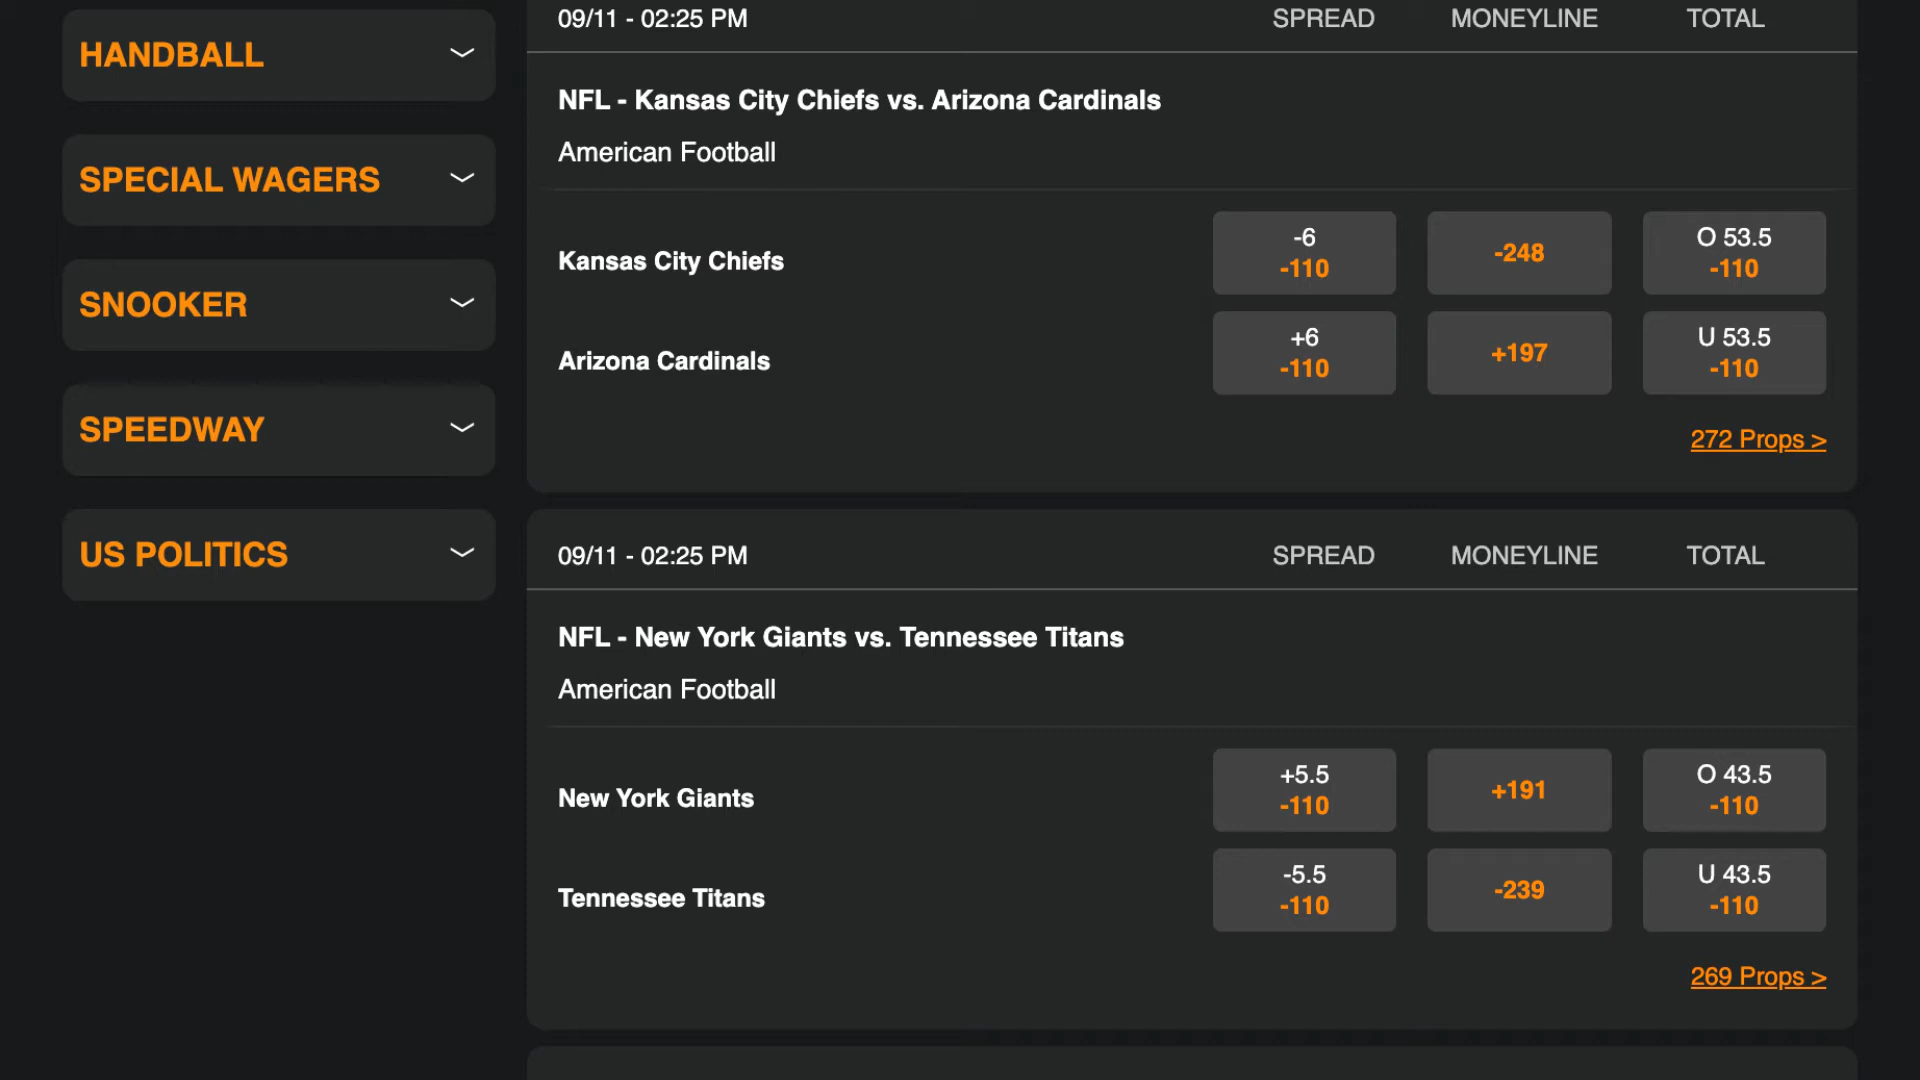 HANDBALL
SPECIAL WAGERS
SNOOKER
SPEEDWAY
US POLITICS
09/11 - 02:25 PM SPREAD MONEYLINE TOTAL
NFL - Kansas City Chiefs vs. Arizona Cardinals
American Football
Kansas City Chiefs
-6
-110
-248
O 53.5
-110
Arizona Cardinals
+6
-110
+197
U 53.5
-110
272 Props >
09/11 - 02:25 PM SPREAD MONEYLINE TOTAL
NFL - New York Giants vs. Tennessee Titans
American Football
New York Giants
+5.5
-110
+191
O 43.5
-110
Tennessee Titans
-5.5
-110
-239
U 43.5
-110
269 Props >